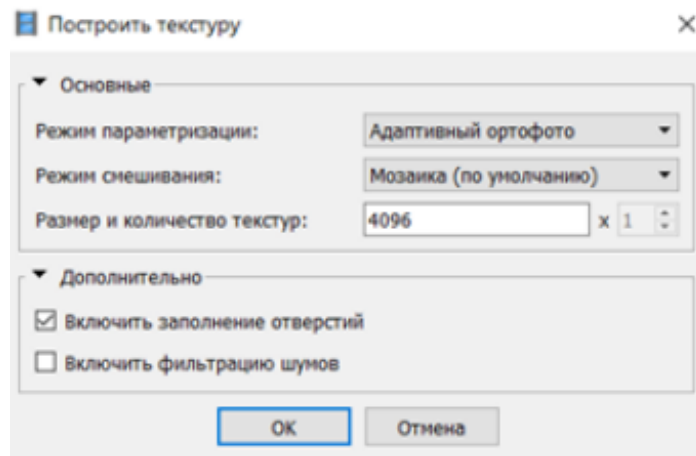 Построить текстуру
Основные
Режим параметризации: Адаптивный ортофото
Режим смешивания: Мозаика (по умолчанию)
Размер и количество текстур: 4096 x 1
Дополнительно
Включить заполнение отверстий
Включить фильтрацию шумов
ОК Отмена